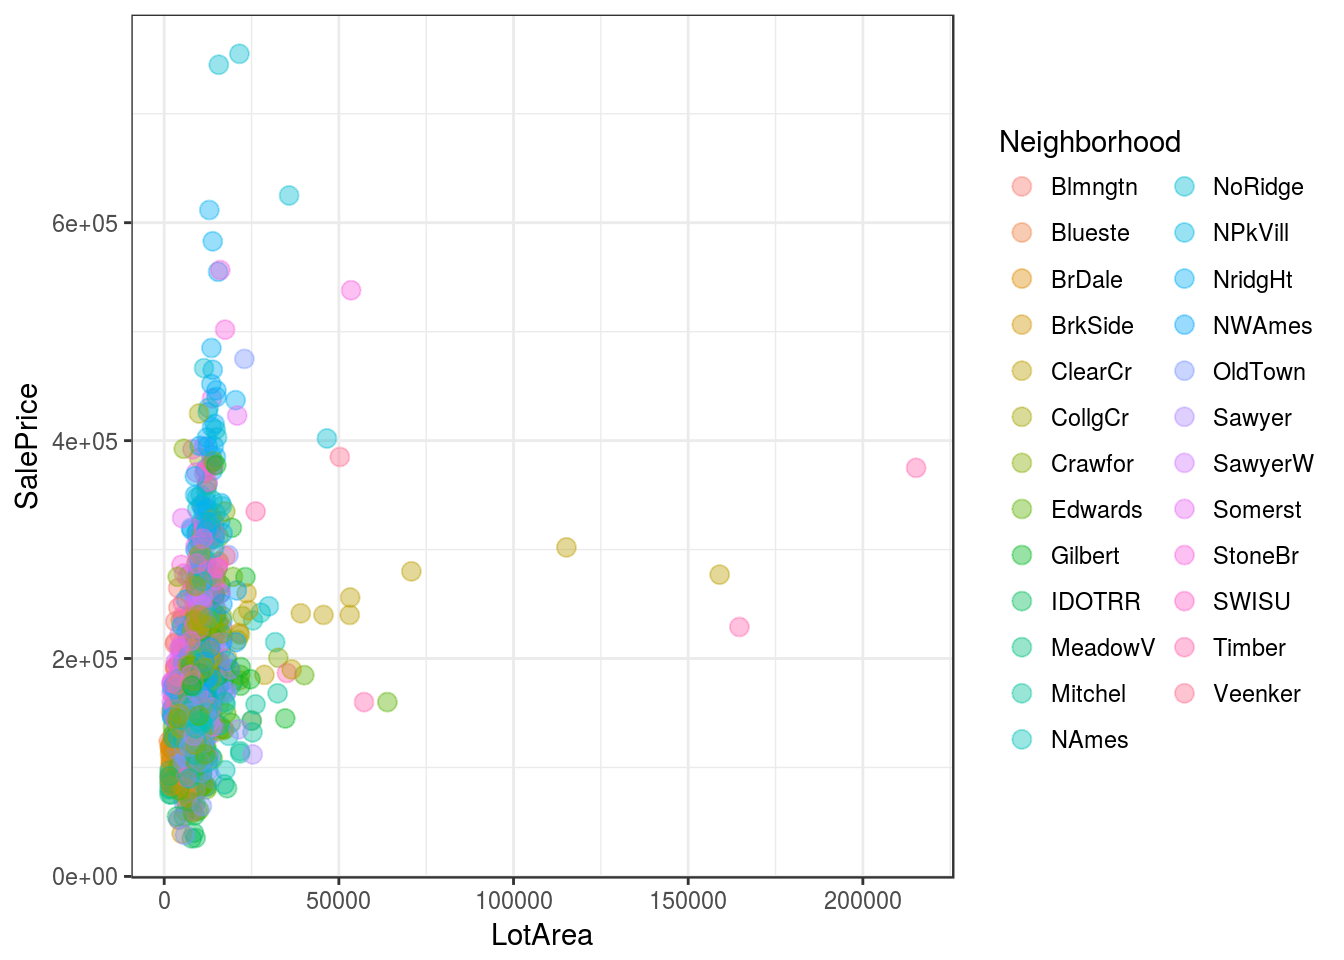 6e+05
4e+05
2e+05
0e+00
SalePrice
0
50000
100000
150000
200000
LotArea
Neighborhood
Blmngtn
Blueste
BrDale
BrkSide
ClearCr
CollgCr
Crawfor
Edwards
Gilbert
IDOTRR
MeadowV
Mitchel
NAmes
NoRidge
NPkVill
NridgHt
NWAmes
OldTown
Sawyer
SawyerW
Somerst
StoneBr
SWISU
Timber
Veenker